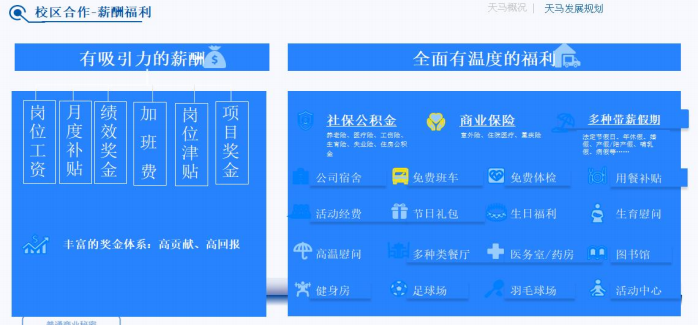 校区合作-薪酬福利
天马概况 | 天马发展规划
有吸引力的薪酬
岗位工资
月度补贴
绩效奖金
加班费
岗位津贴
项目奖金
丰富的奖金体系：高贡献、高回报
全面有温度的福利
社保公积金
养老险、医疗险、工伤险、
生育险、失业险、住房公积
金
商业保险
意外险、住院医疗、重疾险
多种带薪假期
法定节假日、年休假、婚
假、产假/陪产假、哺乳
假、病假等……
公司宿舍
免费班车
免费体检
用餐补贴
活动经费
节日礼包
生日福利
生育慰问
高温慰问
多种类餐厅
医务室/药房
图书馆
健身房
足球场
羽毛球场
活动中心
普通商业秘密